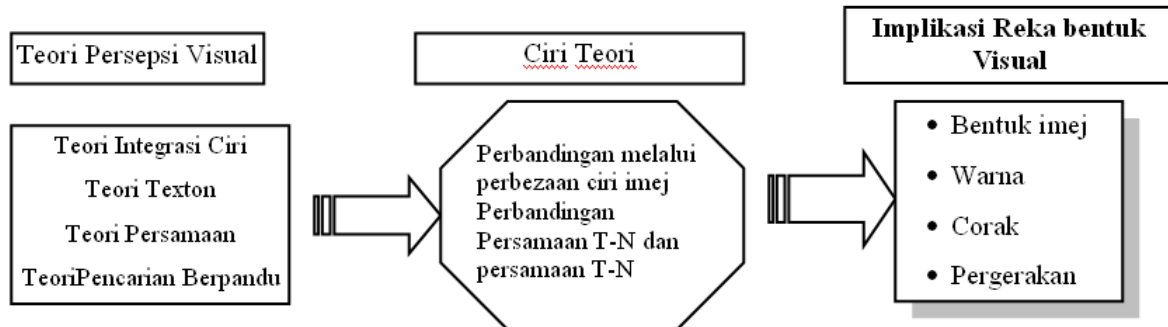 Teori Persepsi Visual
Ciri Teori
Implikasi Reka bentuk
Visual
Teori Integrasi Ciri
Teori Texton
Teori Persamaan
TeoriPencarian Berpandu
Perbandingan melalui
perbezaan ciri imej
Perbandingan
Persamaan T-N dan
persamaan T-N
• Bentuk imej
• Warna
• Corak
• Pergerakan